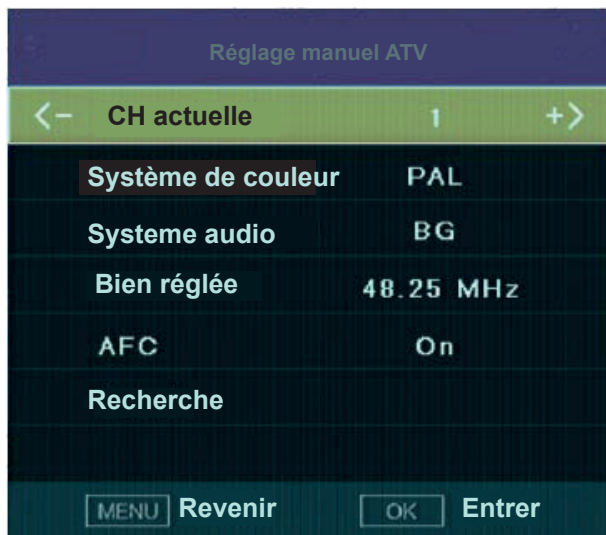 Réglage manuel ATV
<- CH actuelle 1 +>
Système de couleur PAL
Systeme audio BG
Bien réglée 48.25 MHz
AFC On
Recherche
MENU Revenir OK Entrer